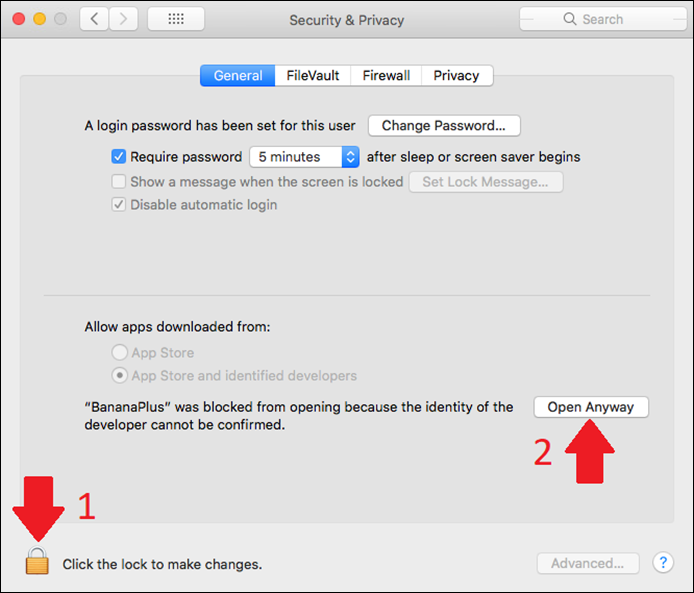 Security & Privacy
Search
General FileVault Firewall Privacy
A login password has been set for this user Change Password...
Require password 5 minutes after sleep or screen saver begins
Show a message when the screen is locked Set Lock Message...
Disable automatic login
Allow apps downloaded from:
App Store
App Store and identified developers
“BananaPlus” was blocked from opening because the identity of the Open Anyway
developer cannot be confirmed.
2
1
Click the lock to make changes. Advanced... ?